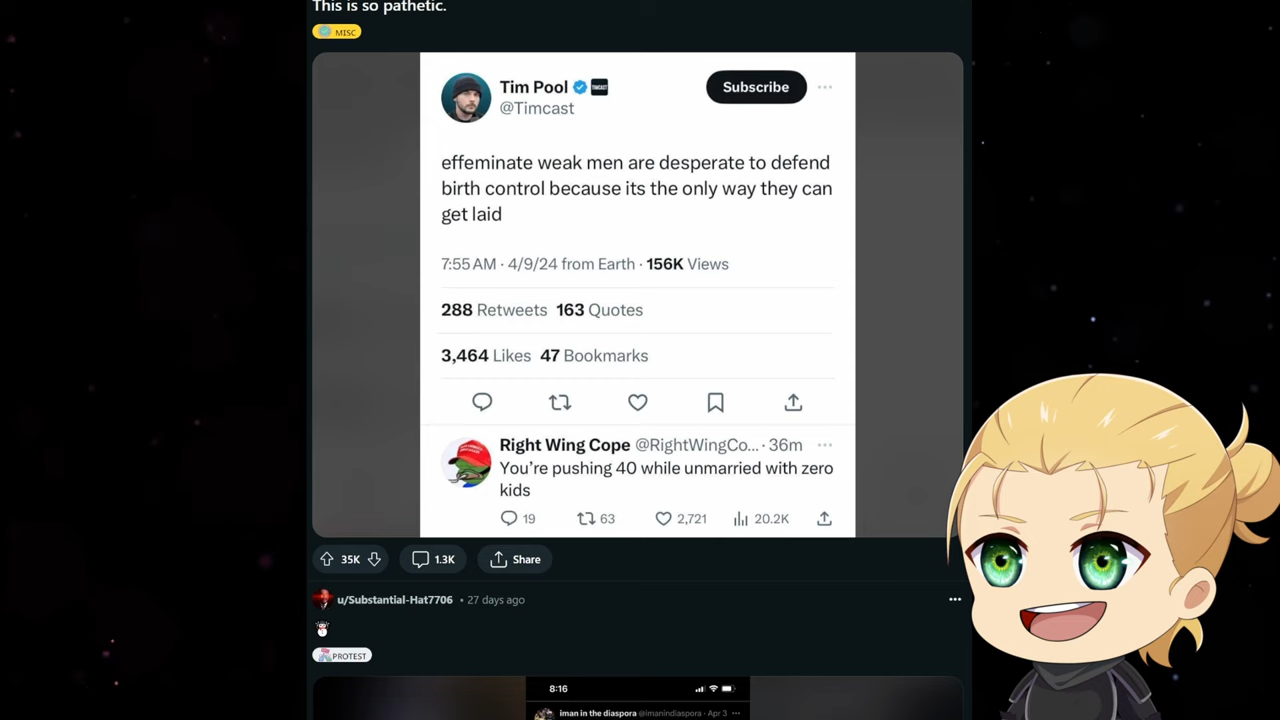 This is so pathetic.
MISC
Tim Pool
TIMCAST
Subscribe
@Timcast
effeminate weak men are desperate to defend
birth control because its the only way they can
get laid
7:55 AM · 4/9/24 from Earth · 156K Views
288 Retweets 163 Quotes
3,464 Likes 47 Bookmarks
Right Wing Cope @RightWingCo... · 36m
You’re pushing 40 while unmarried with zero
kids
19 63 2,721 20.2K
35K 1.3K Share
u/Substantial-Hat7706 • 27 days ago
PROTEST
8:16
iman in the diaspora @imanindiaspora · Apr 3